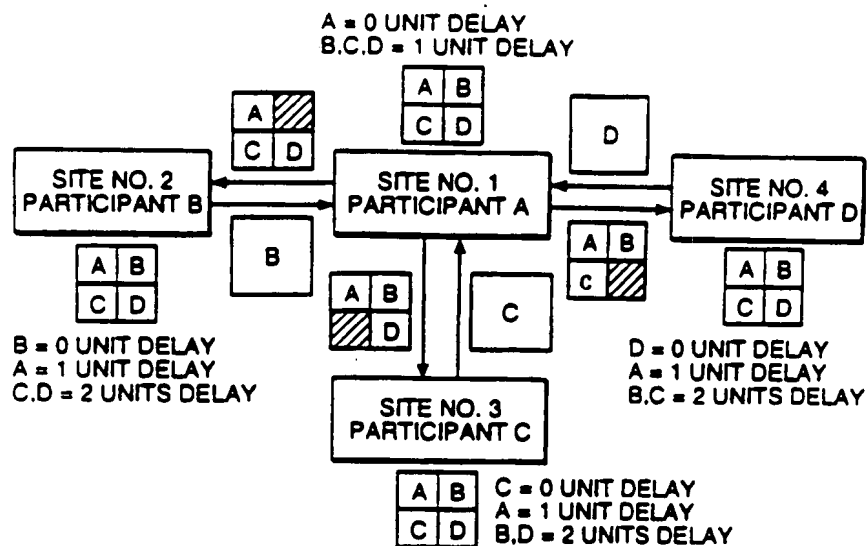 A = 0 UNIT DELAY
B,C,D = 1 UNIT DELAY
A
C D
A B
C D
D
SITE NO. 2
PARTICIPANT B
SITE NO. 1
PARTICIPANT A
SITE NO. 4
PARTICIPANT D
A B
C D
B
A B
D
C
A B
C
A B
C D
B = 0 UNIT DELAY
A = 1 UNIT DELAY
C,D = 2 UNITS DELAY
D = 0 UNIT DELAY
A = 1 UNIT DELAY
B,C = 2 UNITS DELAY
SITE NO. 3
PARTICIPANT C
A B
C D
C = 0 UNIT DELAY
A = 1 UNIT DELAY
B,D = 2 UNITS DELAY